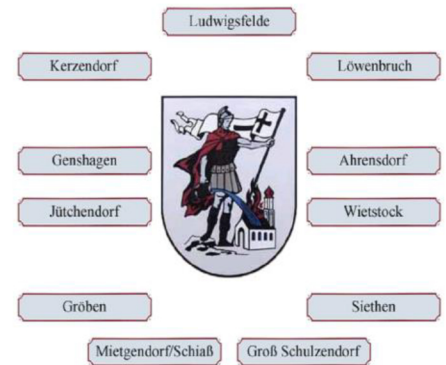 Ludwigsfelde
Kerzendorf
Löwenbruch
Genshagen
Ahrensdorf
Jütchendorf
Wietstock
Gröben
Siethen
Mietgendorf/Schiaß
Groß Schulzendorf